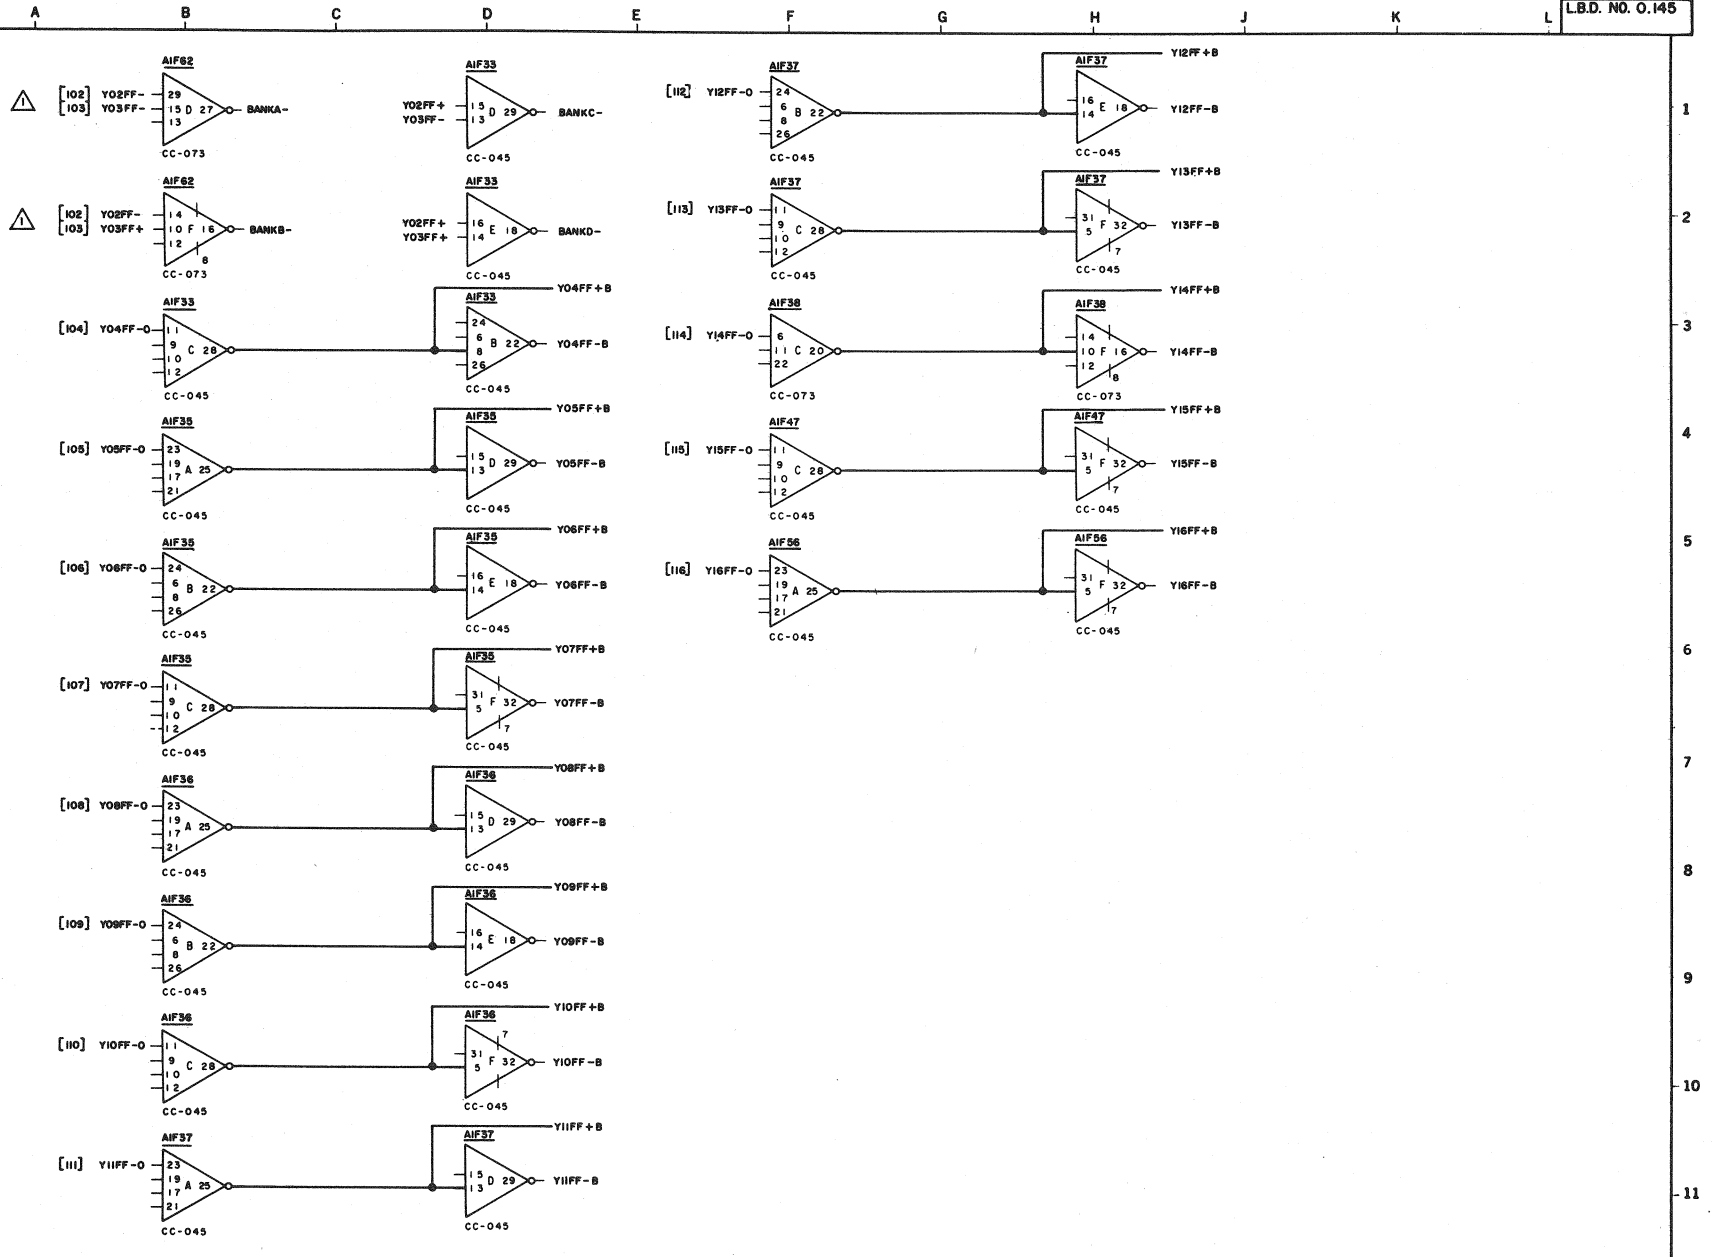 A B C D E F G H J K L
L.B.D. NO. 0.145
1
2
3
4
5
6
7
8
9
10
11
1
A1F62
[102] Y02FF-
[103] Y03FF-
29
15 D 27
13
BANKA-
CC-073
A1F33
Y02FF+
Y03FF-
15
13
D 29
BANKC-
CC-045
1
A1F62
[102] Y02FF-
[103] Y03FF+
14
10 F 16
12
8
BANKB-
CC-073
A1F33
Y02FF+
Y03FF+
16
14
E 18
BANKD-
CC-045
A1F33
[104] Y04FF-0
11
9
10
12
C 28
CC-045
Y04FF+B
A1F33
24
6
8
26
B 22
Y04FF-B
CC-045
A1F35
[105] Y05FF-0
23
19
17
21
A 25
CC-045
Y05FF+B
A1F35
15
13
D 29
Y05FF-B
CC-045
A1F35
[106] Y06FF-0
24
6
8
26
B 22
CC-045
Y06FF+B
A1F35
16
14
E 18
Y06FF-B
CC-045
A1F35
[107] Y07FF-0
11
9
10
12
C 28
CC-045
Y07FF+B
A1F35
31
5
F 32
7
Y07FF-B
CC-045
A1F36
[108] Y08FF-0
23
19
17
21
A 25
CC-045
Y08FF+B
A1F36
15
13
D 29
Y08FF-B
CC-045
A1F36
[109] Y09FF-0
24
6
8
26
B 22
CC-045
Y09FF+B
A1F36
16
14
E 18
Y09FF-B
CC-045
A1F36
[110] Y10FF-0
11
9
10
12
C 28
CC-045
Y10FF+B
A1F36
7
31
5
F 32
Y10FF-B
CC-045
A1F37
[111] Y11FF-0
23
19
17
21
A 25
CC-045
Y11FF+B
A1F37
15
13
D 29
Y11FF-B
CC-045
A1F37
[112] Y12FF-0
24
6
8
26
B 22
CC-045
Y12FF+B
A1F37
16
14
E 18
Y12FF-B
CC-045
A1F37
[113] Y13FF-0
11
9
10
12
C 28
CC-045
Y13FF+B
A1F37
31
5
F 32
7
Y13FF-B
CC-045
A1F38
[114] Y14FF-0
6
11 C 20
22
CC-073
Y14FF+B
A1F38
14
10 F 16
12
8
Y14FF-B
CC-073
A1F47
[115] Y15FF-0
11
9
10
12
C 28
CC-045
Y15FF+B
A1F47
31
5
F 32
7
Y15FF-B
CC-045
A1F56
[116] Y16FF-0
23
19
17
21
A 25
CC-045
Y16FF+B
A1F56
31
5
F 32
7
Y16FF-B
CC-045